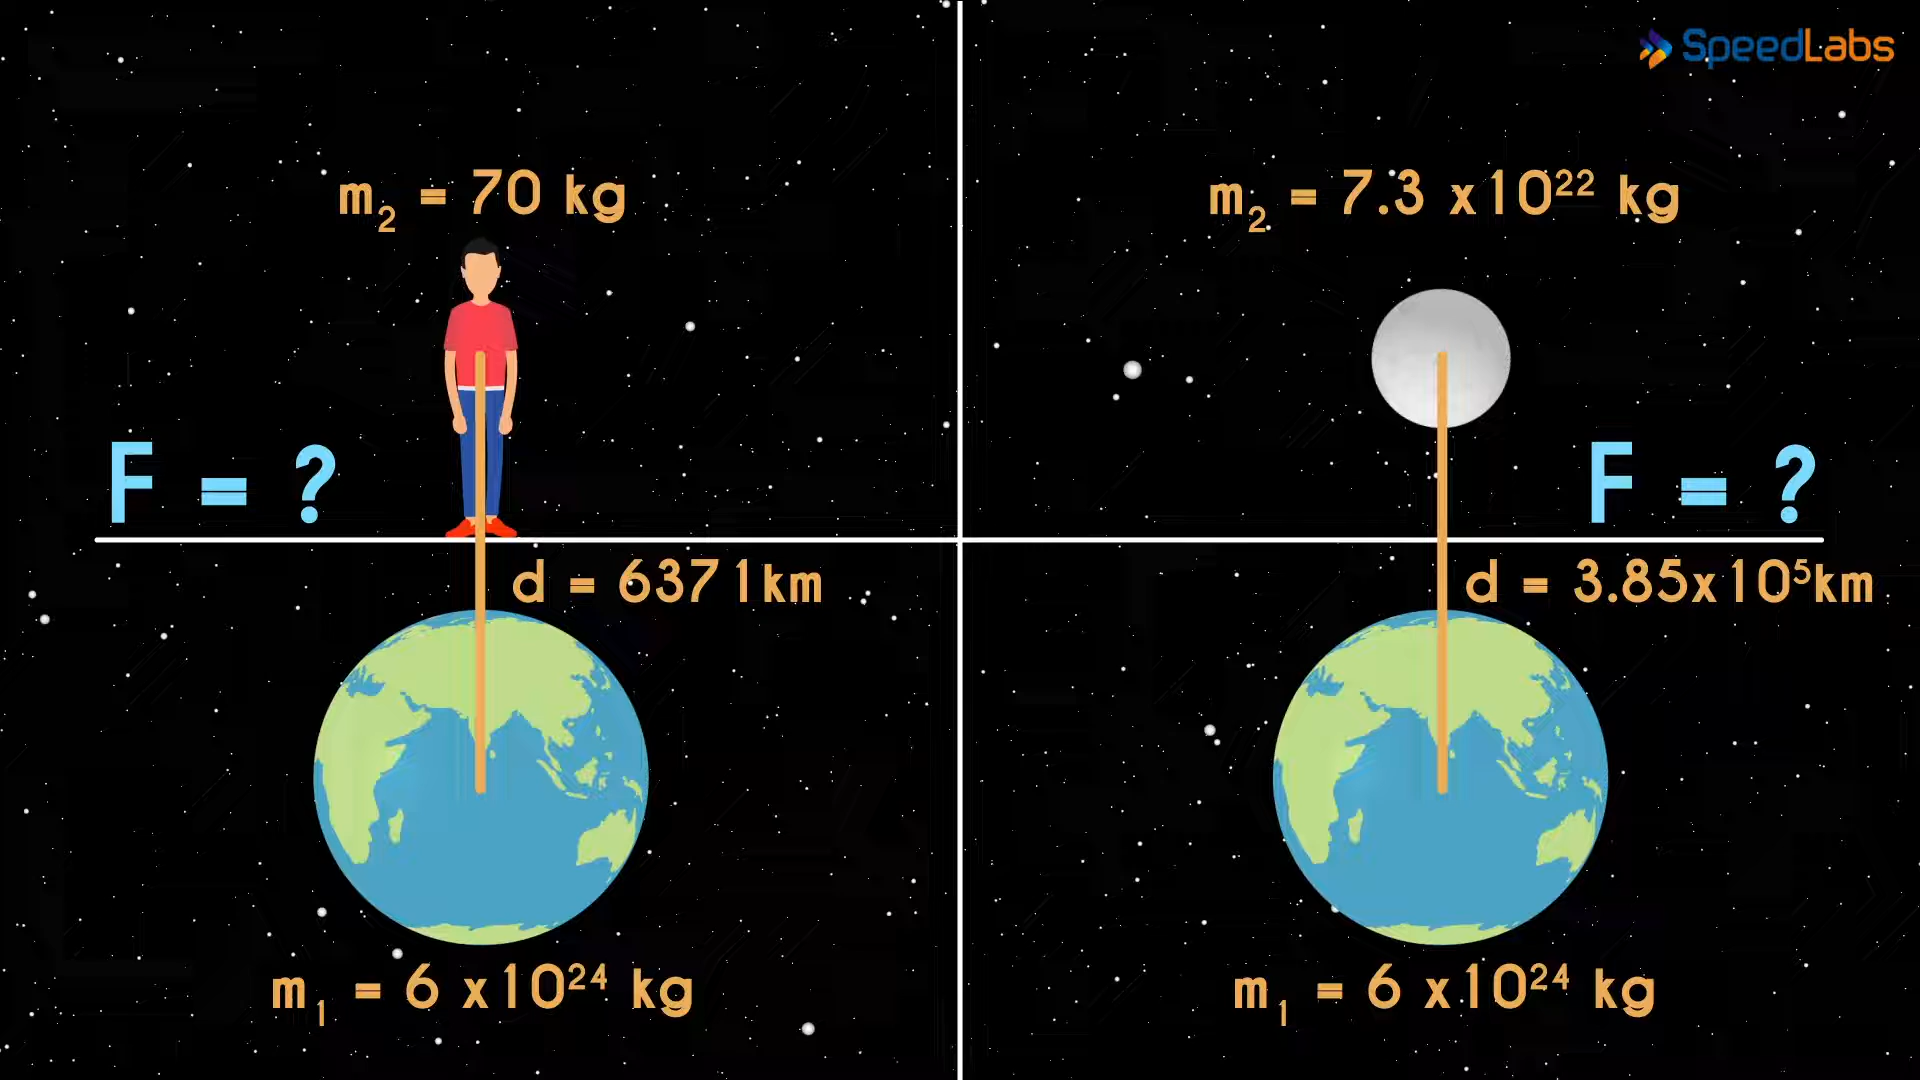 SpeedLabs
m₂ = 70 kg
F = ?
d = 6371km
m₁ = 6 x10²⁴ kg
m₂ = 7.3 x10²² kg
F = ?
d = 3.85x10⁵km
m₁ = 6 x10²⁴ kg